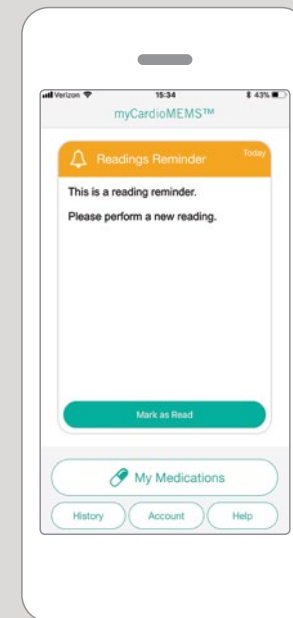 Verizon 15:34 43%
myCardioMEMS™
Readings Reminder Today
This is a reading reminder.
Please perform a new reading.
Mark as Read
My Medications
History Account Help